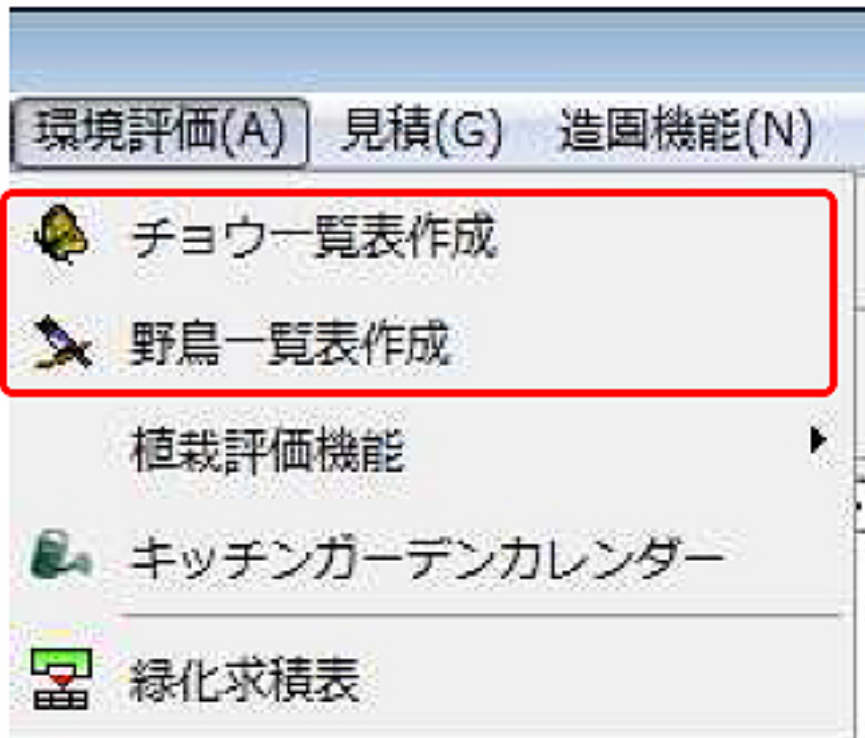 環境評価(A) 見積(G) 造園機能(N)
チョウ一覧表作成
野鳥一覧表作成
植栽評価機能
キッチンガーデンカレンダー
緑化求積表